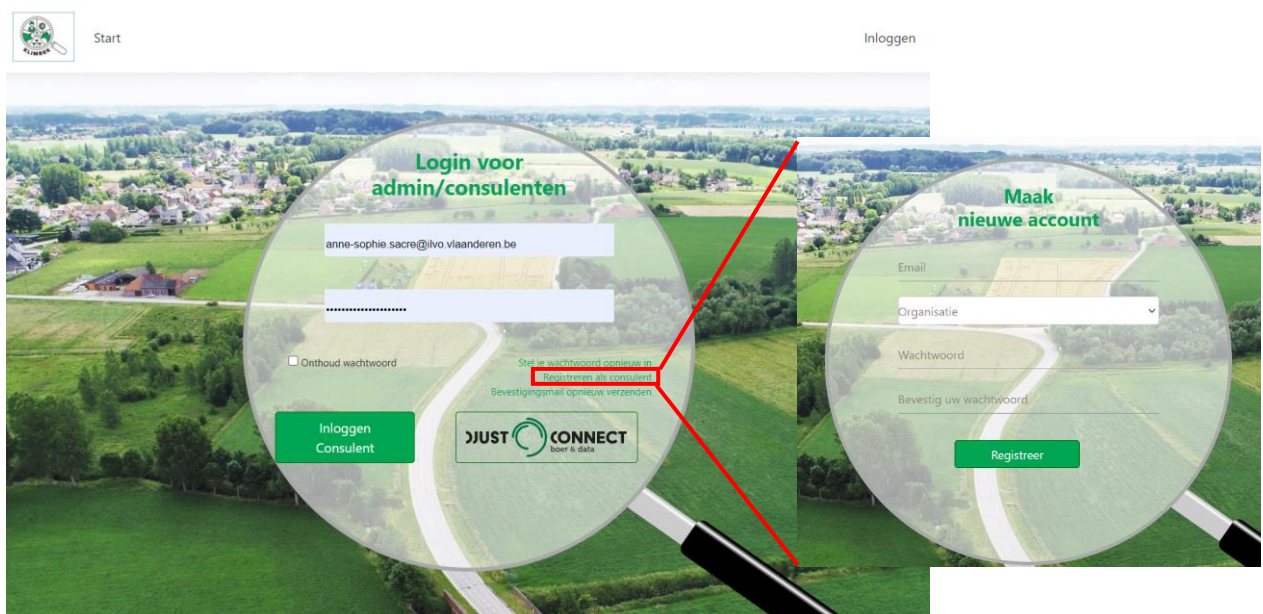 KLIMREK
Start
Inloggen
Login voor
admin/consulenten
anne-sophie.sacre@ilvo.vlaanderen.be
Onthoud wachtwoord
Stel je wachtwoord opnieuw in
Registreren als consulent
Bevestigingsmail opnieuw verzenden
Inloggen
Consulent
DJUST CONNECT
boer & data
Maak
nieuwe account
Email
Organisatie
Wachtwoord
Bevestig uw wachtwoord
Registreer